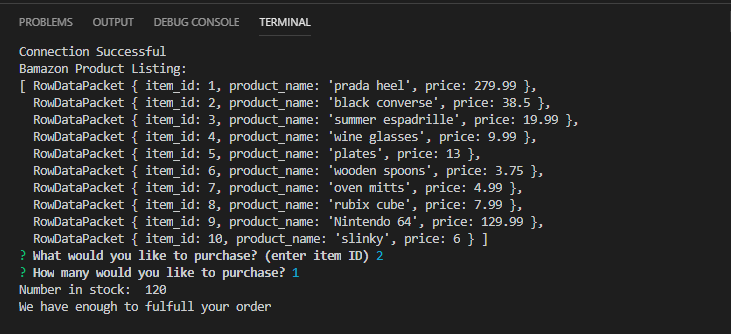 PROBLEMS OUTPUT DEBUG CONSOLE TERMINAL
Connection Successful
Bamazon Product Listing:
[ RowDataPacket { item_id: 1, product_name: 'prada heel', price: 279.99 },
RowDataPacket { item_id: 2, product_name: 'black converse', price: 38.5 },
RowDataPacket { item_id: 3, product_name: 'summer espadrille', price: 19.99 },
RowDataPacket { item_id: 4, product_name: 'wine glasses', price: 9.99 },
RowDataPacket { item_id: 5, product_name: 'plates', price: 13 },
RowDataPacket { item_id: 6, product_name: 'wooden spoons', price: 3.75 },
RowDataPacket { item_id: 7, product_name: 'oven mitts', price: 4.99 },
RowDataPacket { item_id: 8, product_name: 'rubix cube', price: 7.99 },
RowDataPacket { item_id: 9, product_name: 'Nintendo 64', price: 129.99 },
RowDataPacket { item_id: 10, product_name: 'slinky', price: 6 } ]
? What would you like to purchase? (enter item ID) 2
? How many would you like to purchase? 1
Number in stock:  120
We have enough to fulfull your order